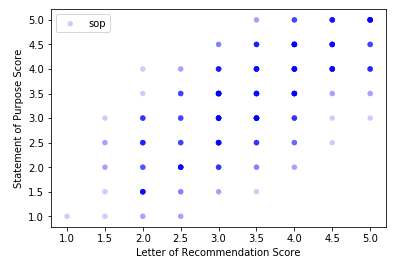 sop
Statement of Purpose Score
5.0
4.5
4.0
3.5
3.0
2.5
2.0
1.5
1.0
1.0 1.5 2.0 2.5 3.0 3.5 4.0 4.5 5.0
Letter of Recommendation Score